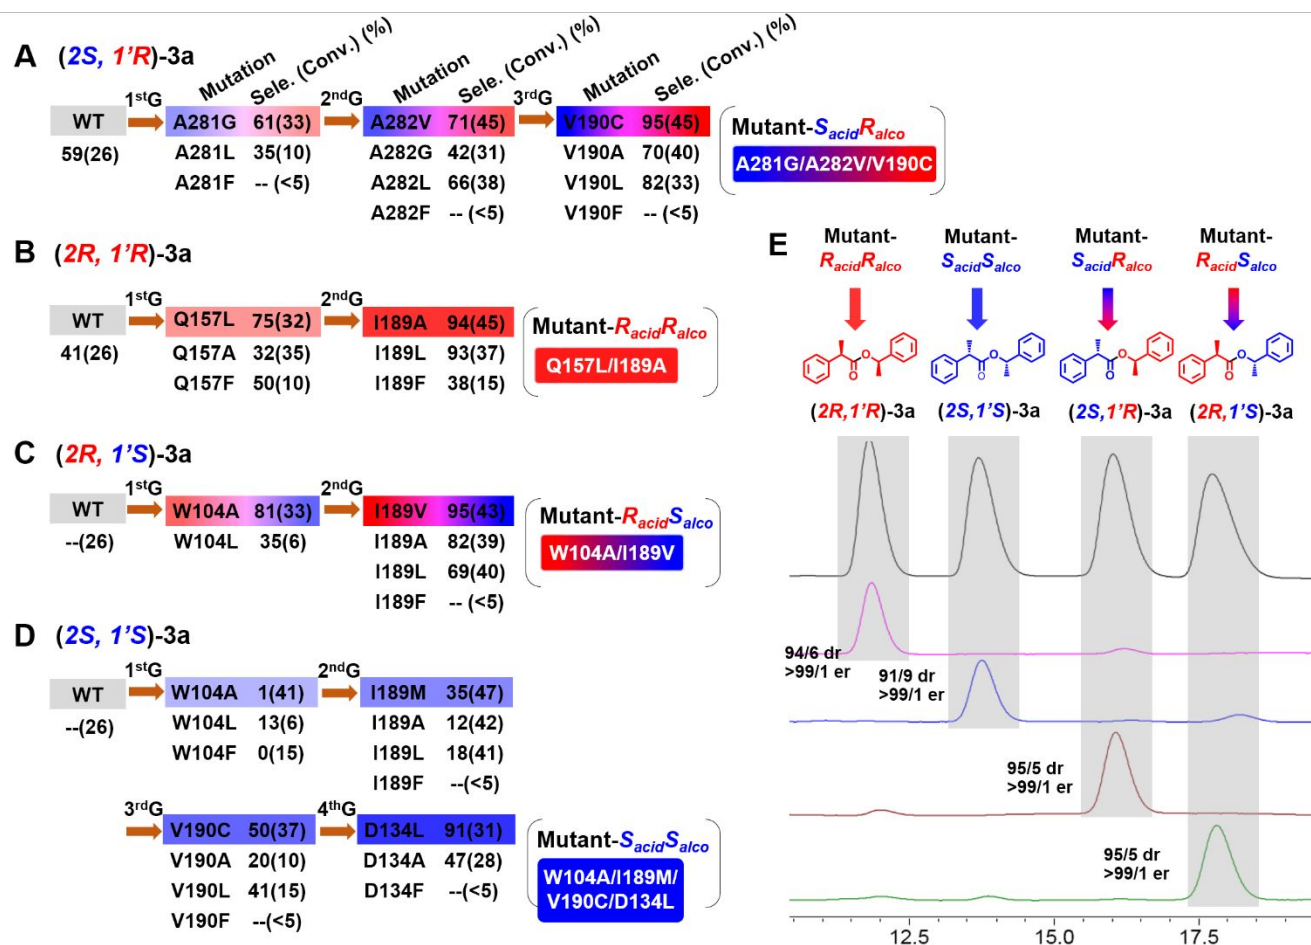 A (2S, 1'R)-3a
Mutation Sele. (Conv.) (%) Mutation Sele. (Conv.) (%) Mutation Sele. (Conv.) (%)
1stG 2ndG 3rdG
WT A281G 61(33) A282V 71(45) V190C 95(45)
59(26) A281L 35(10) A282G 42(31) V190A 70(40)
A281F -- (<5) A282L 66(38) V190L 82(33)
A282F -- (<5) V190F -- (<5)
Mutant-SacidRalco
A281G/A282V/V190C
B (2R, 1'R)-3a
1stG 2ndG
WT Q157L 75(32) I189A 94(45)
41(26) Q157A 32(35) I189L 93(37)
Q157F 50(10) I189F 38(15)
Mutant-RacidRalco
Q157L/I189A
C (2R, 1'S)-3a
1stG 2ndG
WT W104A 81(33) I189V 95(43)
--(26) W104L 35(6) I189A 82(39)
I189L 69(40)
I189F -- (<5)
Mutant-RacidSalco
W104A/I189V
D (2S, 1'S)-3a
1stG 2ndG
WT W104A 1(41) I189M 35(47)
--(26) W104L 13(6) I189A 12(42)
W104F 0(15) I189L 18(41)
I189F --(<5)
3rdG 4thG
V190C 50(37) D134L 91(31)
V190A 20(10) D134A 47(28)
V190L 41(15) D134F --(<5)
V190F --(<5)
Mutant-SacidSalco
W104A/I189M/
V190C/D134L
E Mutant- Mutant- Mutant- Mutant-
RacidRalco SacidSalco SacidRalco RacidSalco
O O O O
O O O O
(2R,1'R)-3a (2S,1'S)-3a (2S,1'R)-3a (2R,1'S)-3a
94/6 dr
>99/1 er
91/9 dr
>99/1 er
95/5 dr
>99/1 er
95/5 dr
>99/1 er
12.5 15.0 17.5